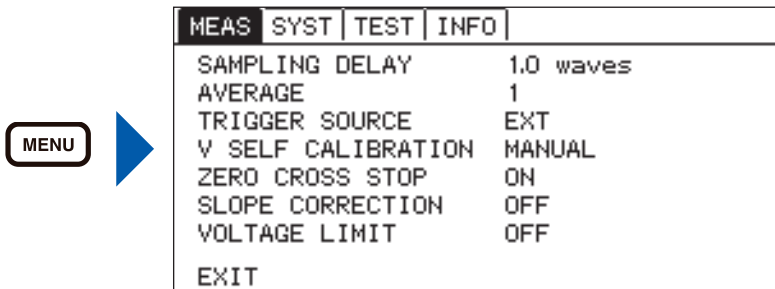 MEAS SYST TEST INFO
SAMPLING DELAY 1.0 waves
AVERAGE 1
MENU
TRIGGER SOURCE EXT
V SELF CALIBRATION MANUAL
ZERO CROSS STOP ON
SLOPE CORRECTION OFF
VOLTAGE LIMIT OFF
EXIT